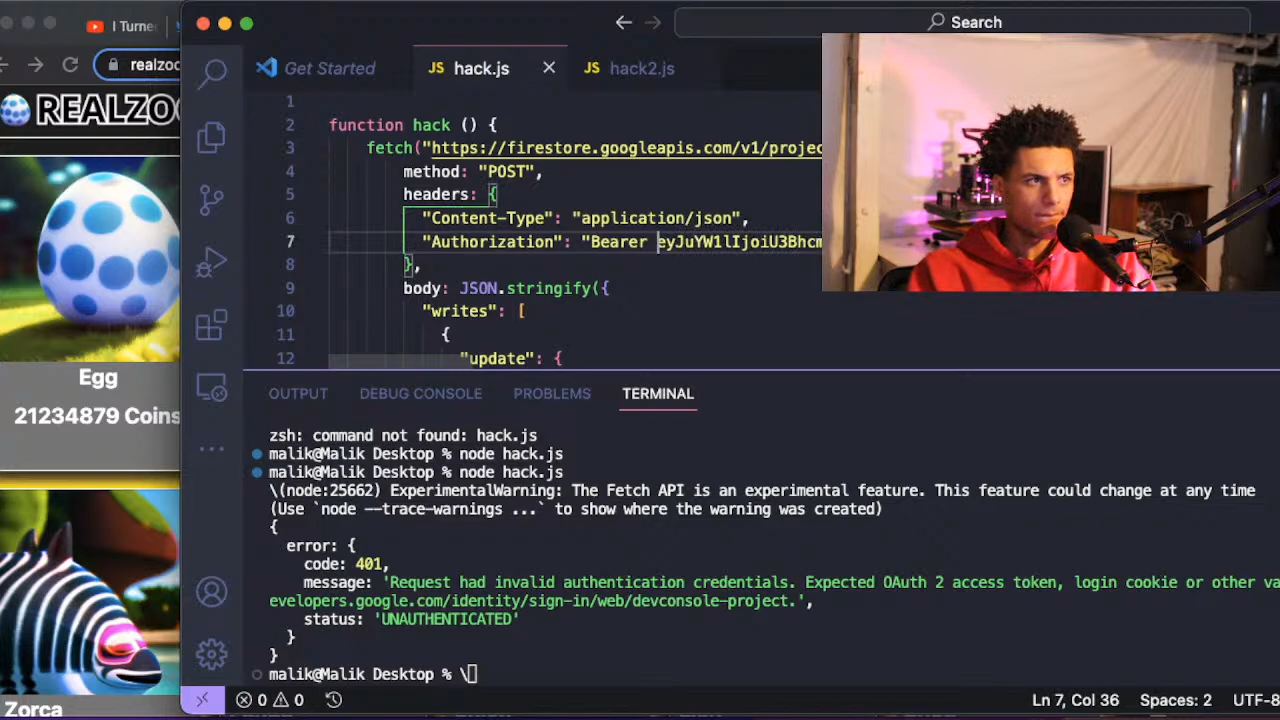 I Turne
Search
realzoo
REALZOO
Get Started
JS hack.js
JS hack2.js
1
2 function hack () {
3 fetch("https://firestore.googleapis.com/v1/projec
4 method: "POST",
5 headers: {
6 "Content-Type": "application/json",
7 "Authorization": "Bearer eyJuYW1lIjoiU3Bhcm
8 },
9 body: JSON.stringify({
10 "writes": [
11 {
12 "update": {
Egg
21234879 Coins
Zorca
OUTPUT DEBUG CONSOLE PROBLEMS TERMINAL
zsh: command not found: hack.js
malik@Malik Desktop % node hack.js
malik@Malik Desktop % node hack.js
\(node:25662) ExperimentalWarning: The Fetch API is an experimental feature. This feature could change at any time
(Use `node --trace-warnings ...` to show where the warning was created)
{
error: {
code: 401,
message: 'Request had invalid authentication credentials. Expected OAuth 2 access token, login cookie or other va
evelopers.google.com/identity/sign-in/web/devconsole-project.',
status: 'UNAUTHENTICATED'
}
}
malik@Malik Desktop % \
0 0
Ln 7, Col 36 Spaces: 2 UTF-8